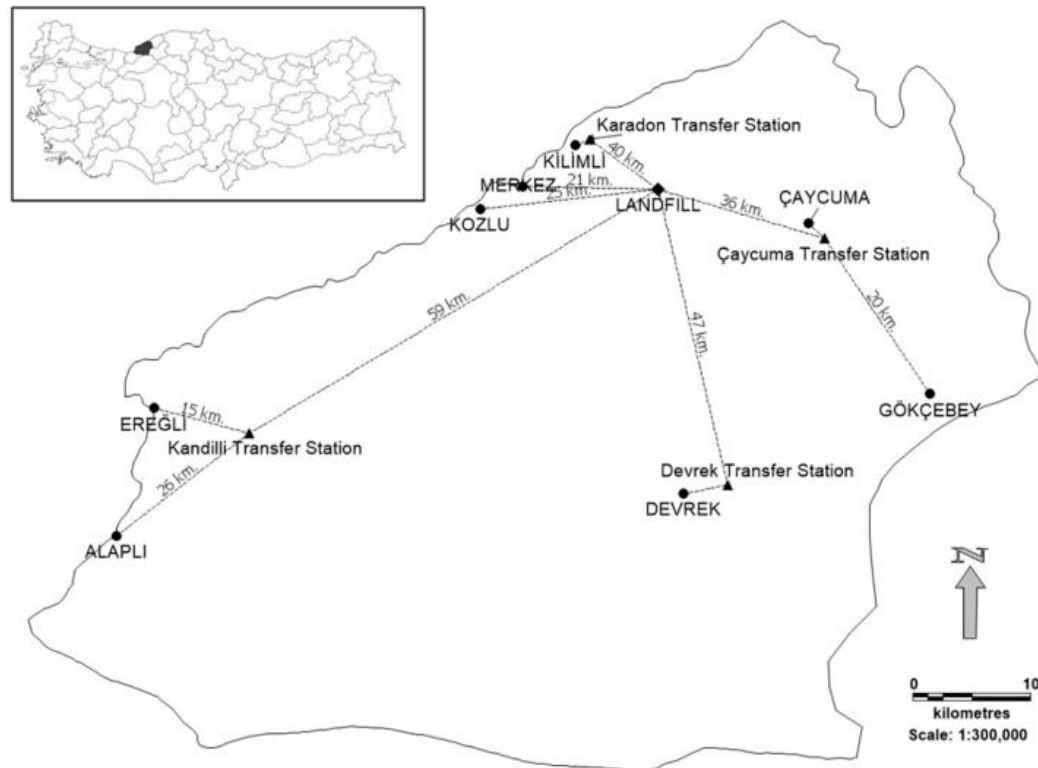 Karadon Transfer Station
40 km.
KİLİMLİ
MERKEZ
21 km.
25 km.
KOZLU
LANDFILL
36 km.
ÇAYCUMA
Çaycuma Transfer Station
59 km.
47 km.
20 km.
GÖKÇEBEY
EREĞLİ
15 km.
Kandilli Transfer Station
26 km.
ALAPLI
Devrek Transfer Station
DEVREK
N
0 10
kilometres
Scale: 1:300,000